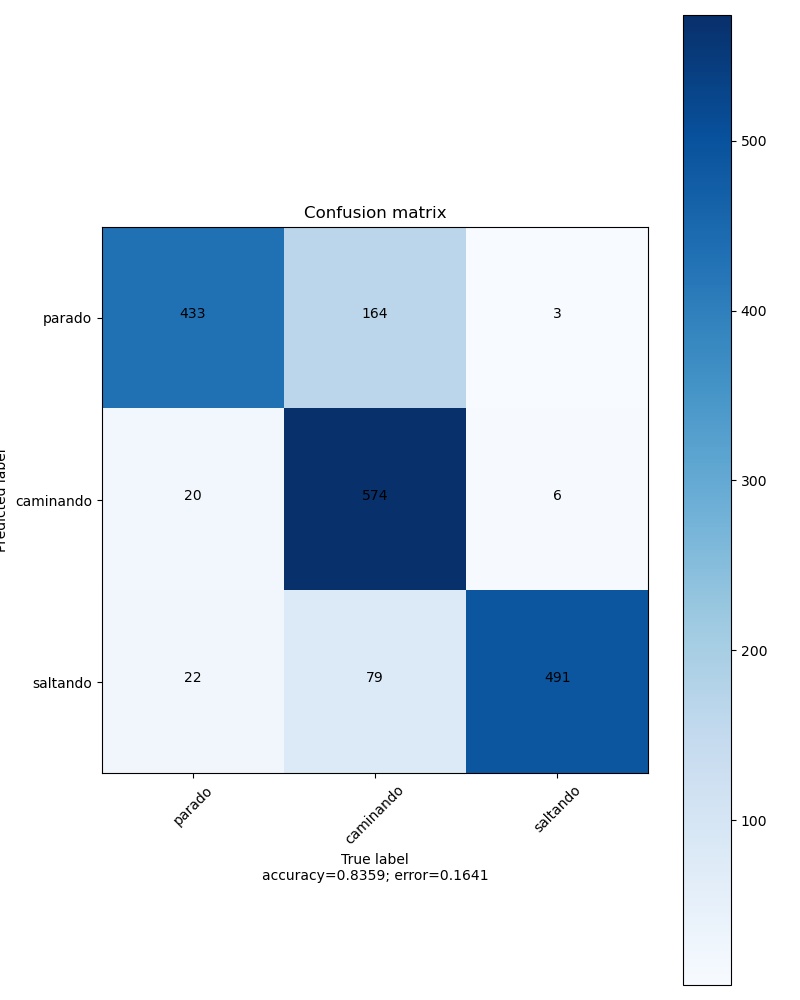 Confusion matrix
parado
433
164
3
caminando
20
574
6
saltando
22
79
491
parado
caminando
saltando
True label
accuracy=0.8359; error=0.1641
Predicted label
500
400
300
200
100